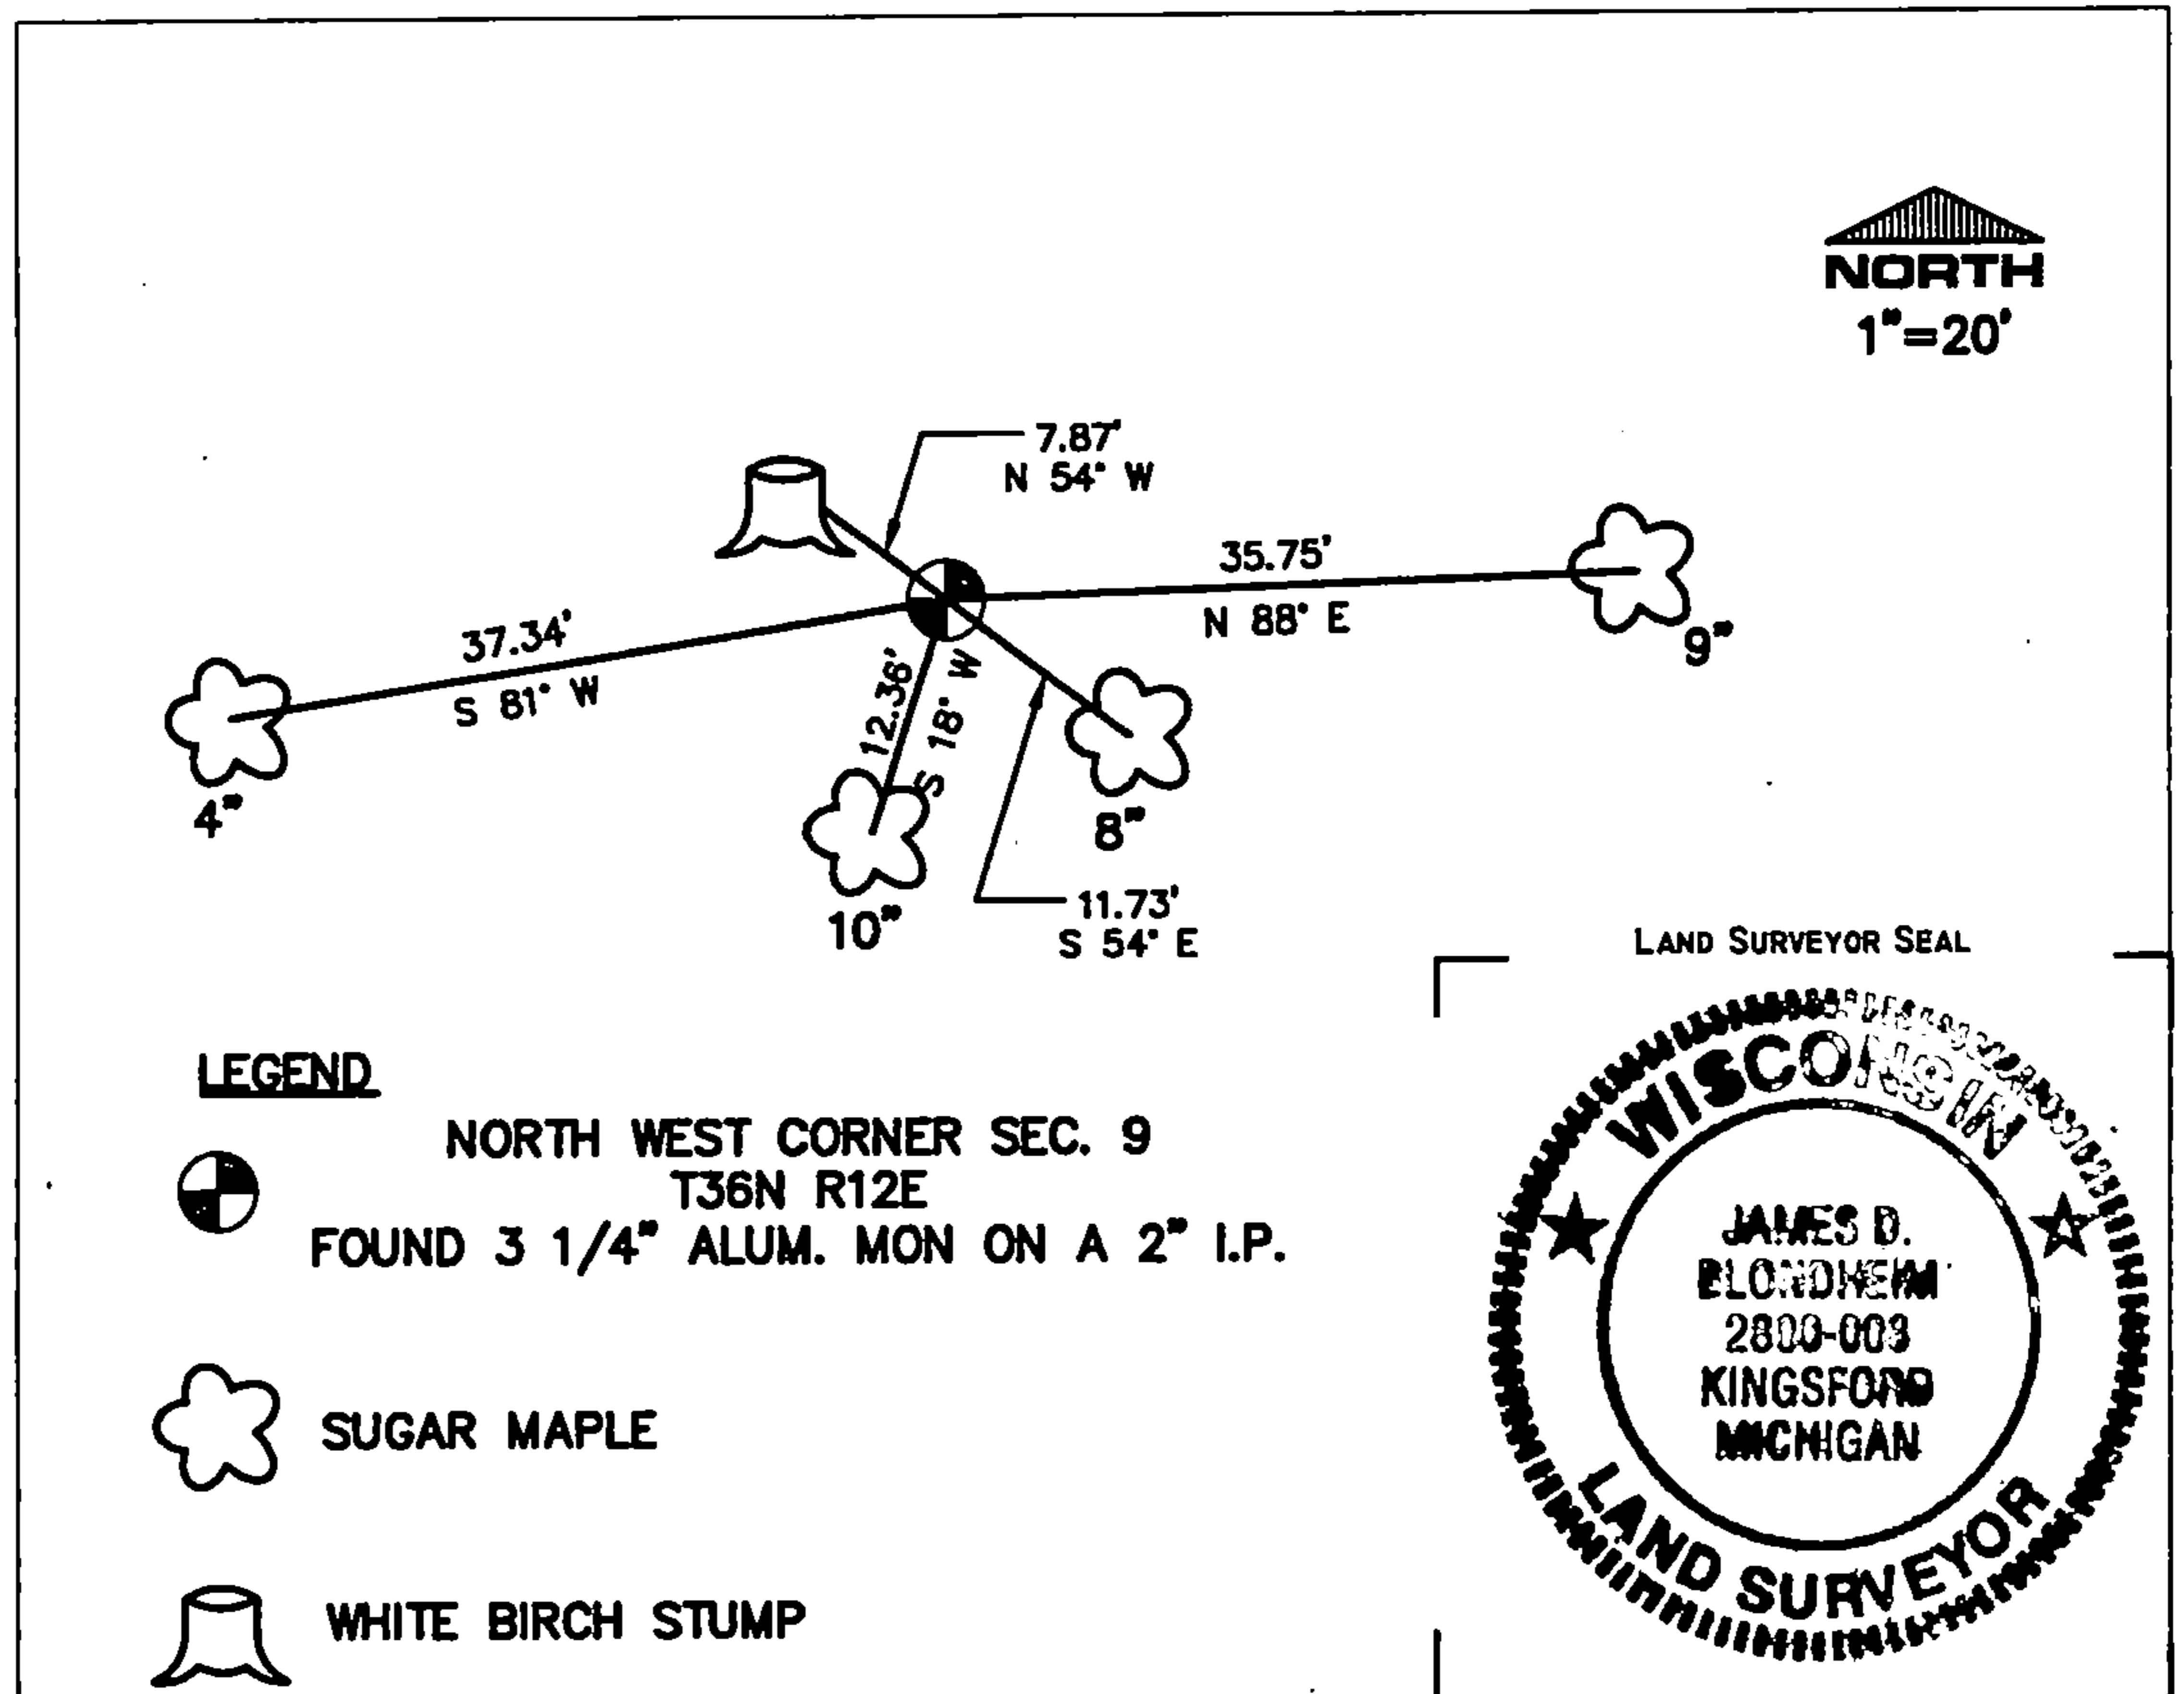 NORTH
1"=20'
7.87'
N 54° W
35.75'
N 88° E
9"
37.34'
S 81° W
4"
12.36'
S 18° W
10"
8"
11.73'
S 54° E
LAND SURVEYOR SEAL
WISCONSIN
JAMES D.
BLONDHEIM
KINGSFORD
MICHIGAN
LAND SURVEYOR
LEGEND
NORTH WEST CORNER SEC. 9
T36N R12E
FOUND 3 1/4" ALUM. MON ON A 2" I.P.
SUGAR MAPLE
WHITE BIRCH STUMP